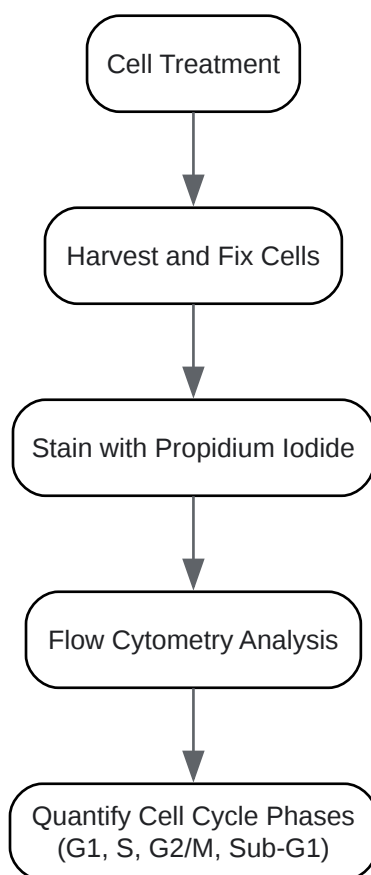 Cell Treatment
Harvest and Fix Cells
Stain with Propidium Iodide
Flow Cytometry Analysis
Quantify Cell Cycle Phases
(G1, S, G2/M, Sub-G1)